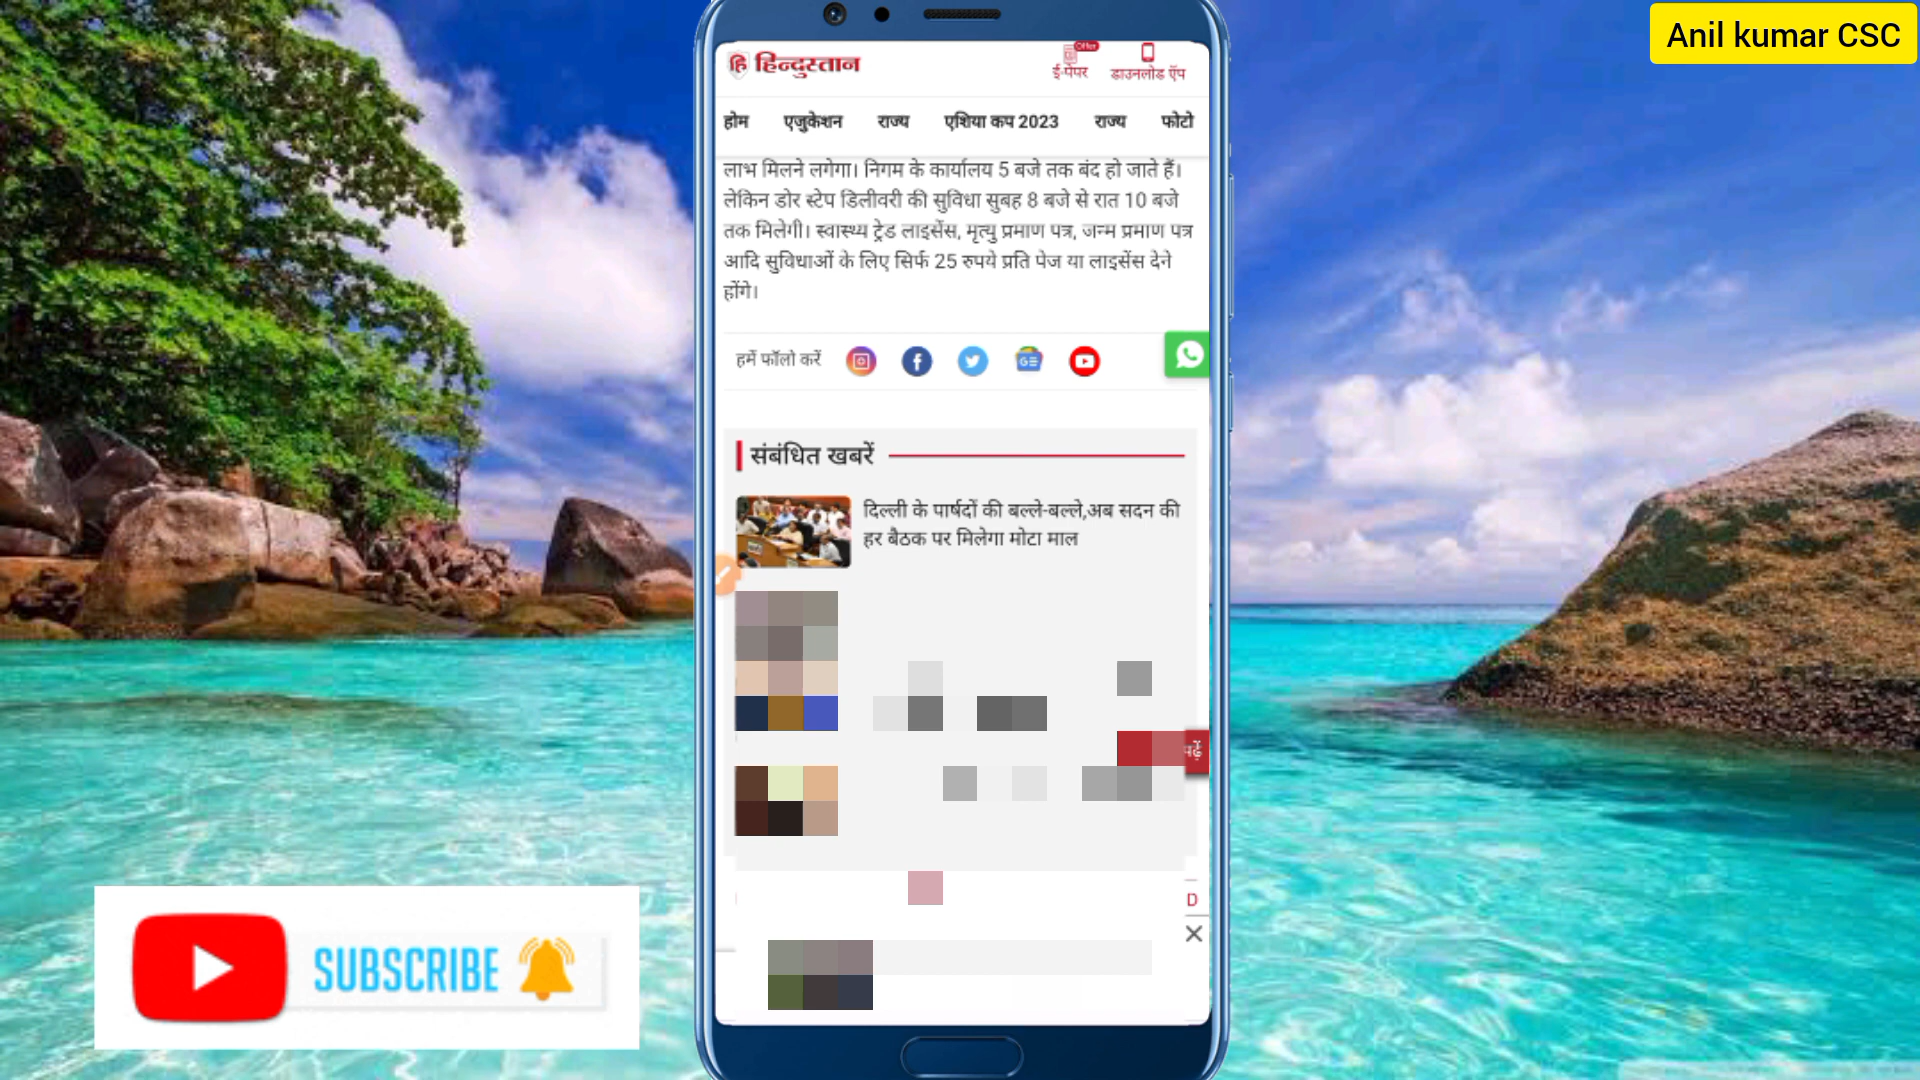 Anil kumar CSC
हि हिन्दुस्तान
Offer
ई-पेपर
डाउनलोड ऍप
होम एजुकेशन राज्य एशिया कप 2023 राज्य फोटो
लाभ मिलने लगेगा। निगम के कार्यालय 5 बजे तक बंद हो जाते हैं।
लेकिन डोर स्टेप डिलीवरी की सुविधा सुबह 8 बजे से रात 10 बजे
तक मिलेगी। स्वास्थ्य ट्रेड लाइसेंस, मृत्यु प्रमाण पत्र, जन्म प्रमाण पत्र
आदि सुविधाओं के लिए सिर्फ 25 रुपये प्रति पेज या लाइसेंस देने
होंगे।
हमें फॉलो करें
संबंधित खबरें
दिल्ली के पार्षदों की बल्ले-बल्ले,अब सदन की
हर बैठक पर मिलेगा मोटा माल
D
SUBSCRIBE